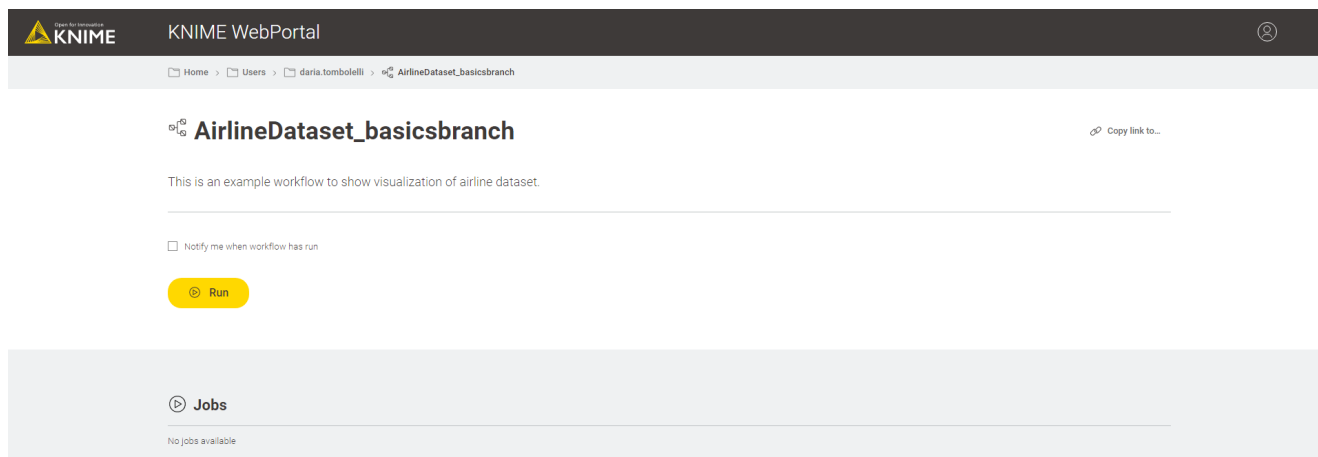 Open for Innovation
KNIME
KNIME WebPortal
Home > Users > daria.tombolelli > AirlineDataset_basicsbranch
AirlineDataset_basicsbranch
Copy link to...
This is an example workflow to show visualization of airline dataset.
Notify me when workflow has run
Run
Jobs
No jobs available